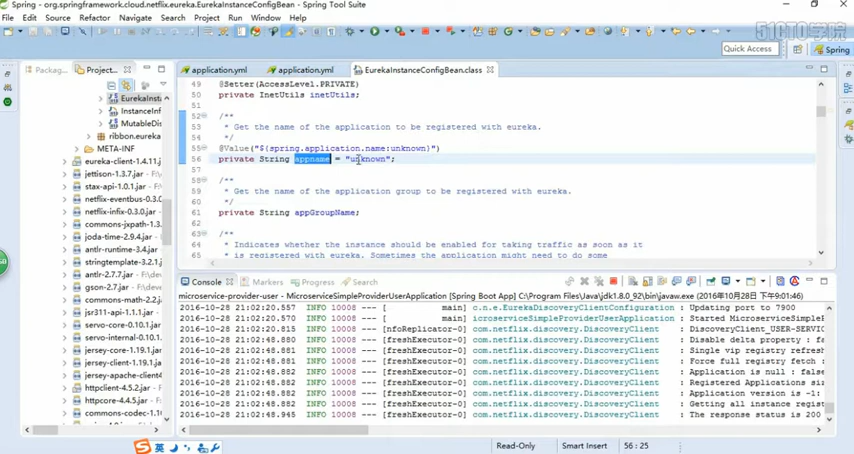 Spring - org.springframework.cloud.netflix.eureka.EurekaInstanceConfigBean.class - Spring Tool Suite
51CTO学院
File Edit Source Refactor Navigate Search Project Run Window Help
Quick Access
Spring
Packag...
Project...
application.yml
application.yml
EurekaInstanceConfigBean.class
EurekaInsta
InstanceInf
MutableDis
ribbon.eureka
META-INF
eureka-client-1.4.11.j
jettison-1.3.7.jar
stax-api-1.0.1.jar
netflix-eventbus-0.3.0
netflix-infix-0.3.0.jar
commons-jxpath-1.3.j
joda-time-2.9.4.jar
antlr-runtime-3.4.jar
stringtemplate-3.2.1.j
antlr-2.7.7.jar
gson-2.7.jar
commons-math-2.2.j
jsr311-api-1.1.1.jar
servo-core-0.10.1.jar
servo-internal-0.10.1.
jersey-core-1.19.1.jar
jersey-client-1.19.1.ja
jersey-apache-client4
httpclient-4.5.2.jar
httpcore-4.4.5.jar
commons-codec-1.10
49 @Setter(AccessLevel.PRIVATE)
50 private InetUtils inetUtils;
51
52 /**
53 * Get the name of the application to be registered with eureka.
54 */
55 @Value("${spring.application.name:unknown}")
56 private String appname = "unknown";
57
58 /**
59 * Get the name of the application group to be registered with eureka.
60 */
61 private String appGroupName;
62
63 /**
64 * Indicates whether the instance should be enabled for taking traffic as soon as it
65 * is registered with eureka. Sometimes the application might need to do some
Console Markers Progress Search
microservice-provider-user - MicroserviceSimpleProviderUserApplication [Spring Boot App] C:\Program Files\Java\jdk1.8.0_92\bin\javaw.exe (2016年10月28日 下午9:01:46)
2016-10-28 21:02:20.557 INFO 10008 --- [ main] c.n.e.EurekaDiscoveryClientConfiguration : Updating port to 7900
2016-10-28 21:02:20.570 INFO 10008 --- [ main] icroserviceSimpleProviderUserApplication : Started MicroserviceSimplePr
2016-10-28 21:02:20.855 INFO 10008 --- [nfoReplicator-0] com.netflix.discovery.DiscoveryClient : DiscoveryClient_USER-SERVIC
2016-10-28 21:02:48.880 INFO 10008 --- [freshExecutor-0] com.netflix.discovery.DiscoveryClient : Disable delta property : f
2016-10-28 21:02:48.881 INFO 10008 --- [freshExecutor-0] com.netflix.discovery.DiscoveryClient : Single vip registry refresh
2016-10-28 21:02:48.882 INFO 10008 --- [freshExecutor-0] com.netflix.discovery.DiscoveryClient : Force full registry fetch :
2016-10-28 21:02:48.882 INFO 10008 --- [freshExecutor-0] com.netflix.discovery.DiscoveryClient : Application is null : false
2016-10-28 21:02:48.882 INFO 10008 --- [freshExecutor-0] com.netflix.discovery.DiscoveryClient : Registered Applications siz
2016-10-28 21:02:48.882 INFO 10008 --- [freshExecutor-0] com.netflix.discovery.DiscoveryClient : Application version is -1:
2016-10-28 21:02:48.882 INFO 10008 --- [freshExecutor-0] com.netflix.discovery.DiscoveryClient : Getting all instance regist
2016-10-28 21:02:48.945 INFO 10008 --- [freshExecutor-0] com.netflix.discovery.DiscoveryClient : The response status is 200
Read-Only
Smart Insert
56 : 25
英